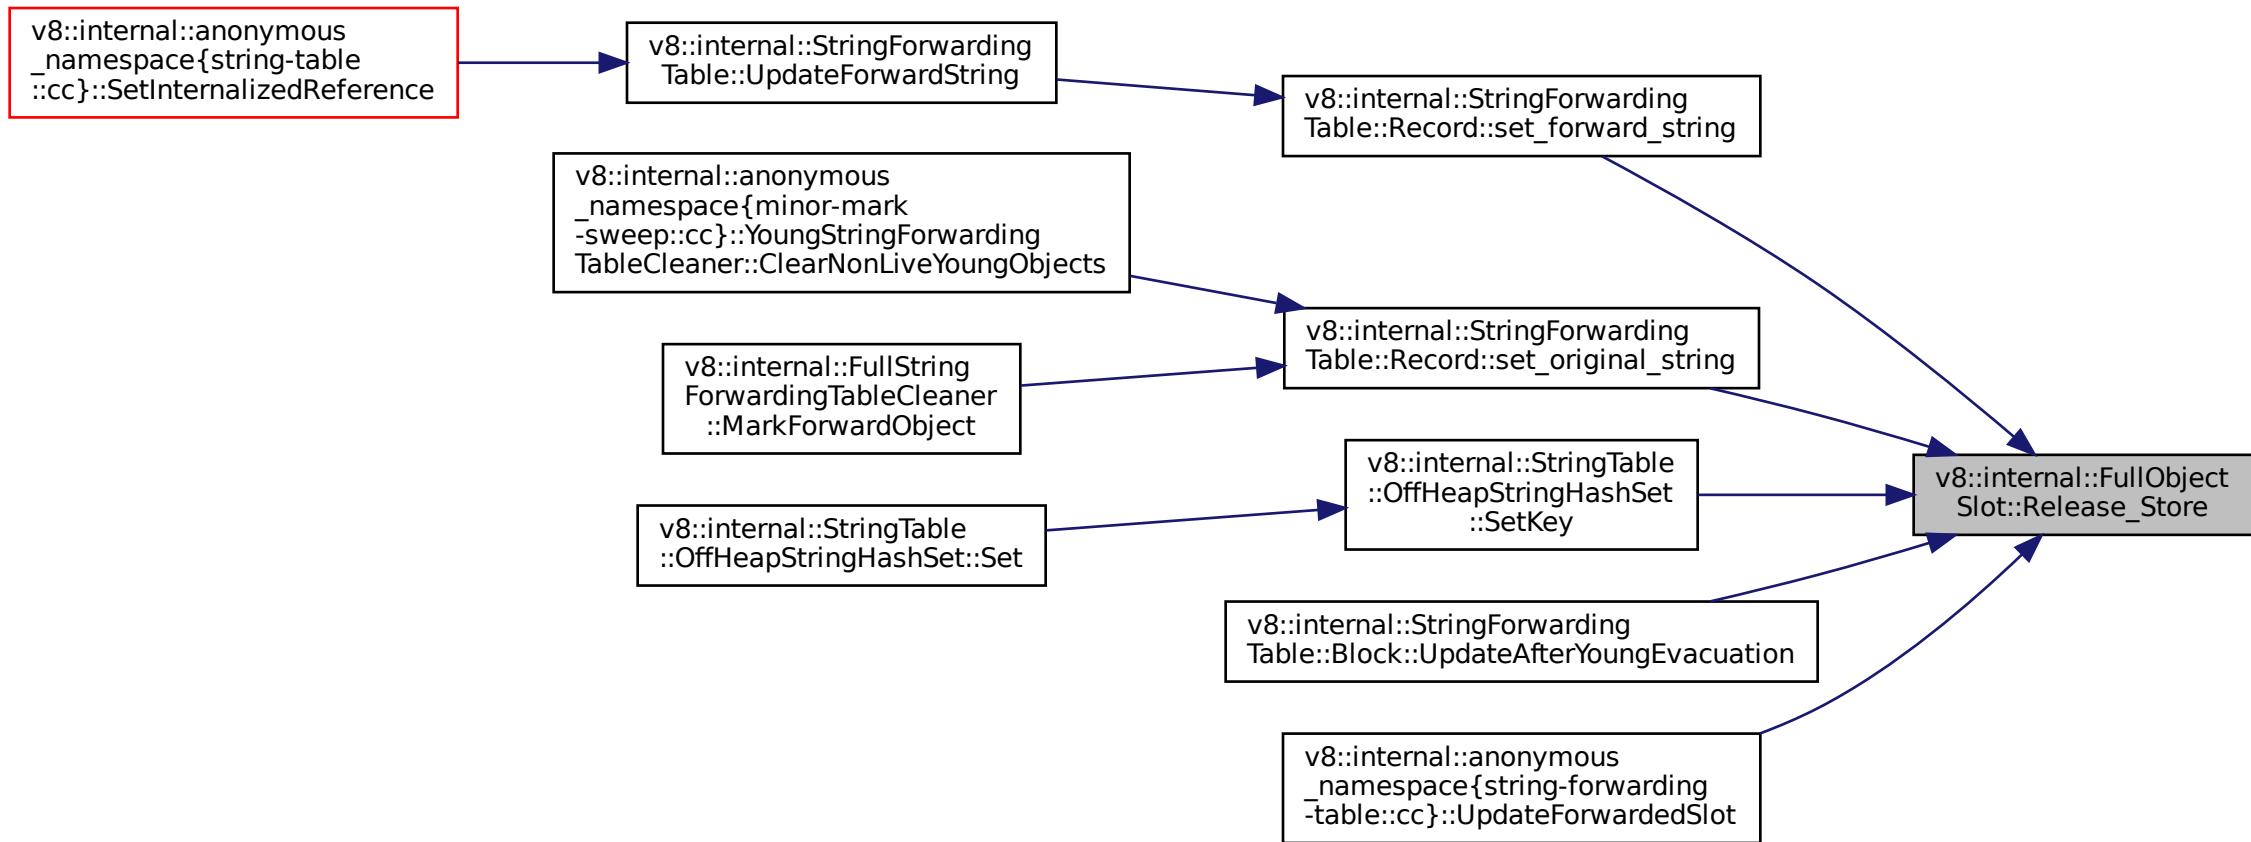 v8::internal::anonymous
_namespace{string-table
::cc}::SetInternalizedReference
v8::internal::StringForwarding
Table::UpdateForwardString
v8::internal::StringForwarding
Table::Record::set_forward_string
v8::internal::anonymous
_namespace{minor-mark
-sweep::cc}::YoungStringForwarding
TableCleaner::ClearNonLiveYoungObjects
v8::internal::StringForwarding
Table::Record::set_original_string
v8::internal::FullString
ForwardingTableCleaner
::MarkForwardObject
v8::internal::StringTable
::OffHeapStringHashSet
::SetKey
v8::internal::FullObject
Slot::Release_Store
v8::internal::StringTable
::OffHeapStringHashSet::Set
v8::internal::StringForwarding
Table::Block::UpdateAfterYoungEvacuation
v8::internal::anonymous
_namespace{string-forwarding
-table::cc}::UpdateForwardedSlot